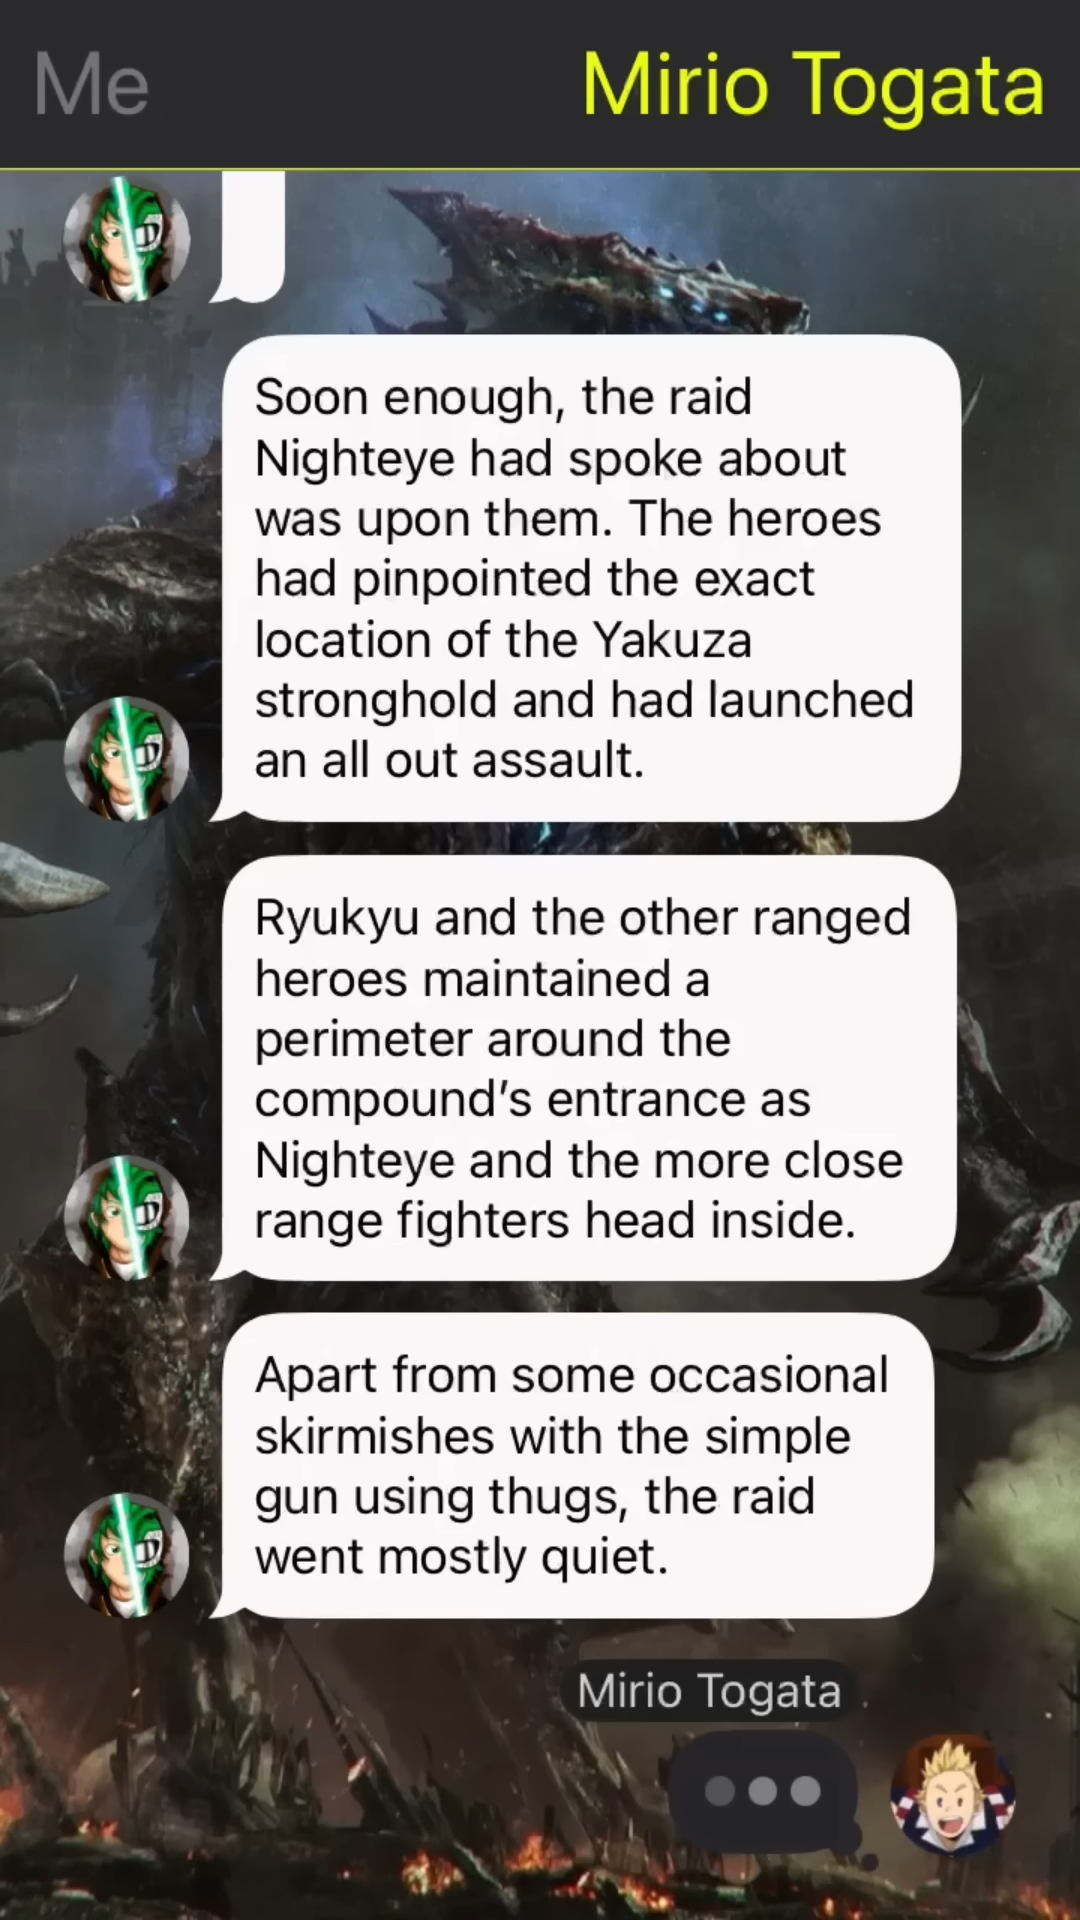 Me
Mirio Togata
Soon enough, the raid
Nighteye had spoke about
was upon them. The heroes
had pinpointed the exact
location of the Yakuza
stronghold and had launched
an all out assault.
Ryukyu and the other ranged
heroes maintained a
perimeter around the
compound’s entrance as
Nighteye and the more close
range fighters head inside.
Apart from some occasional
skirmishes with the simple
gun using thugs, the raid
went mostly quiet.
Mirio Togata